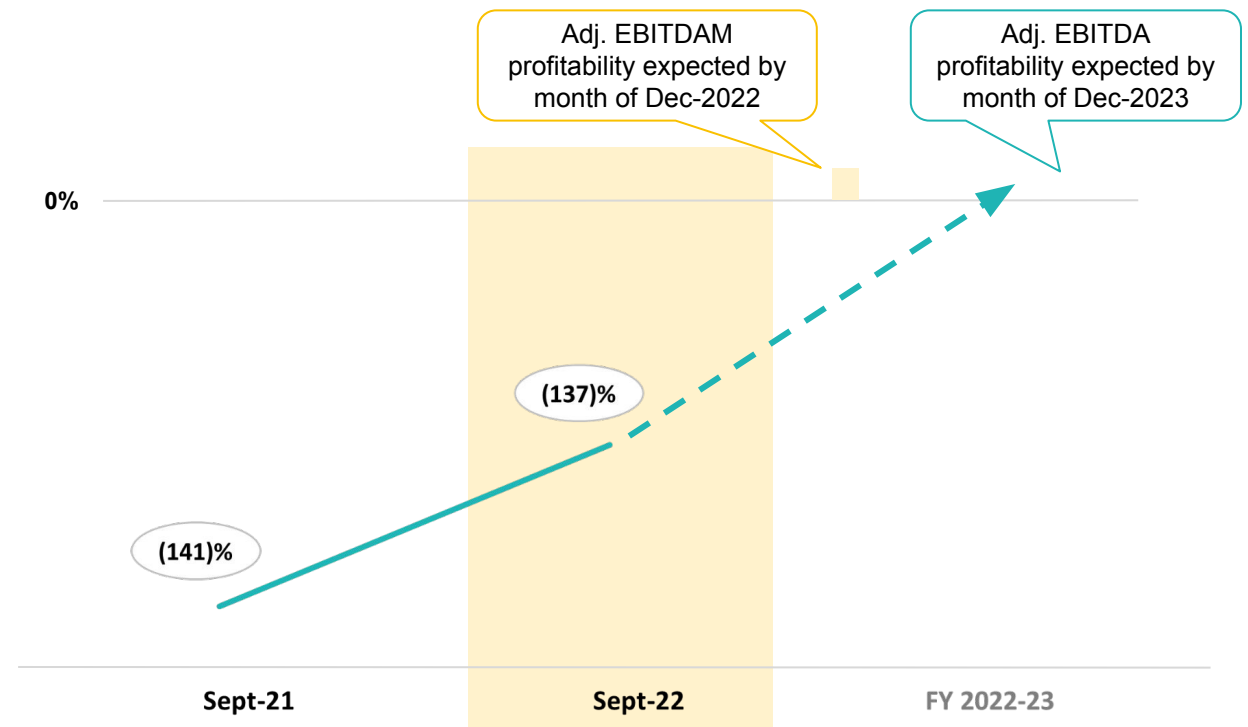 Adj. EBITDAM
profitability expected by
month of Dec-2022
Adj. EBITDA
profitability expected by
month of Dec-2023
0%
(137)%
(141)%
Sept-21
Sept-22
FY 2022-23